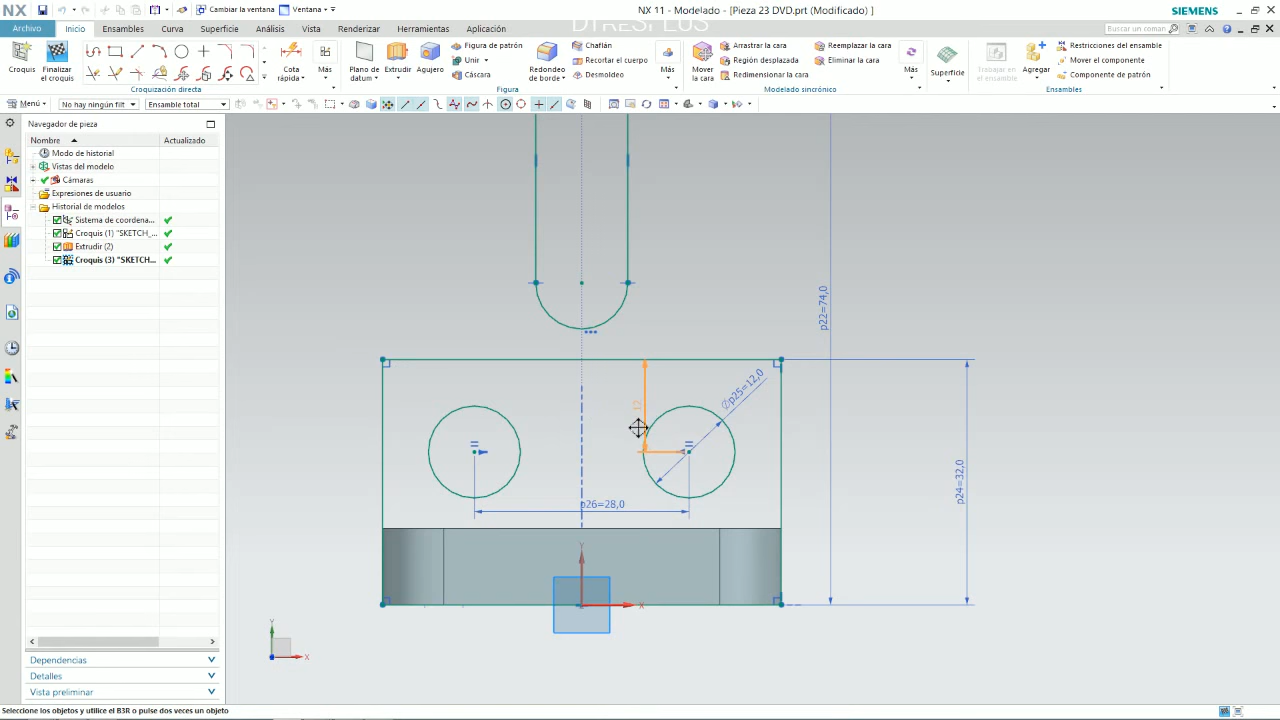 NX
Cambiar la ventana
Ventana
NX 11 - Modelado - [Pieza 23 DVD.prt (Modificado) ]
SIEMENS
DTRESPLUS
Archivo
Inicio
Ensambles
Curva
Superficie
Análisis
Vista
Renderizar
Herramientas
Aplicación
Buscar un roman
Croquis
Finalizar el croquis
Cota rápida
Más
Croquización directa
Plano de datum
Extrudir
Agujero
Figura de patrón
Unir
Cáscara
Redondeo de borde
Chaflán
Recortar el cuerpo
Desmoldeo
Más
Figura
Mover la cara
Arrastrar la cara
Región desplazada
Redimensionar la cara
Reemplazar la cara
Eliminar la cara
Más
Modelado sincrónico
Superficie
Trabajar en el ensamble
Agregar
Restricciones del ensamble
Mover el componente
Componente de patrón
Ensambles
Menú
No hay ningún filt
Ensamble total
Navegador de pieza
Nombre
Actualizado
Modo de historial
Vistas del modelo
Cámaras
Expresiones de usuario
Historial de modelos
Sistema de coordena...
Croquis (1) "SKETCH_...
Extrudir (2)
Croquis (3) "SKETCH...
Dependencias
Detalles
Vista preliminar
p22=74,0
12
∅p25=12,0
p26=28,0
p24=32,0
Y
X
Y
X
Seleccione los objetos y utilice el B3R o pulse dos veces un objeto